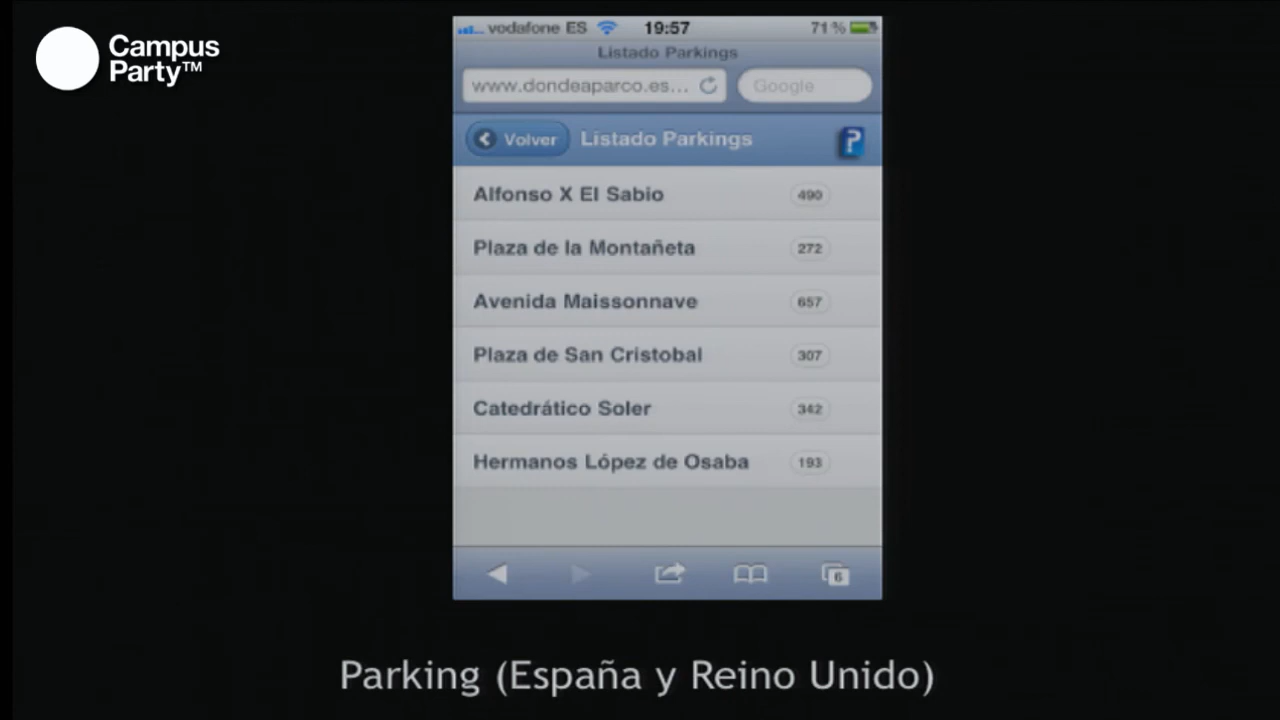 Campus
Party™
vodafone ES 19:57 71%
Listado Parkings
www.dondeaparco.es... Google
Volver Listado Parkings
Alfonso X El Sabio 490
Plaza de la Montañeta 272
Avenida Maissonnave 657
Plaza de San Cristobal 307
Catedrático Soler 342
Hermanos López de Osaba 193
6
Parking (España y Reino Unido)